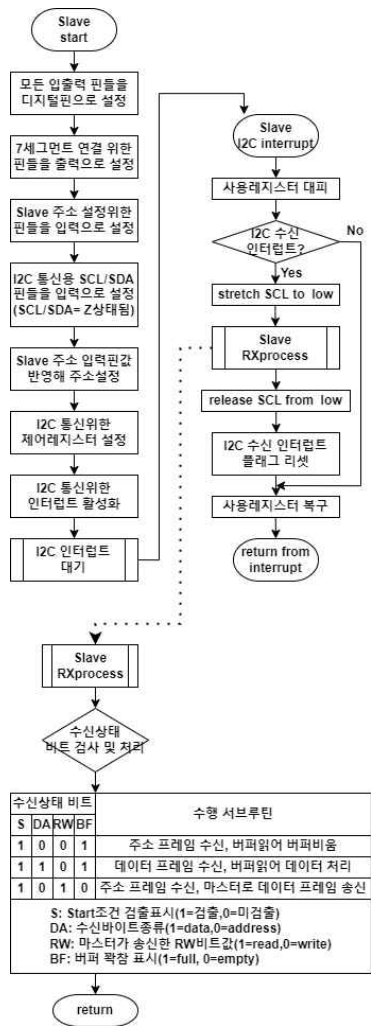 Slave
start
모든 입출력 핀들을
디지털핀으로 설정
7세그먼트 연결 위한
핀들을 출력으로 설정
Slave 주소 설정위한
핀들을 입력으로 설정
I2C 통신용 SCL/SDA
핀들을 입력으로 설정
(SCL/SDA= Z상태됨)
Slave 주소 입력핀값
반영해 주소설정
I2C 통신위한
제어레지스터 설정
I2C 통신위한
인터럽트 활성화
I2C 인터럽트
대기
Slave
I2C interrupt
사용레지스터 대피
I2C 수신
인터럽트?
No
Yes
stretch SCL to low
Slave
RXprocess
release SCL from low
I2C 수신 인터럽트
플래그 리셋
사용레지스터 복구
return from
interrupt
Slave
RXprocess
수신상태
비트 검사 및 처리
수신상태 비트 수행 서브루틴
S DA RW BF
1 0 0 1 주소 프레임 수신, 버퍼읽어 버퍼비움
1 1 0 1 데이터 프레임 수신, 버퍼읽어 데이터 처리
1 0 1 0 주소 프레임 수신, 마스터로 데이터 프레임 송신
S: Start조건 검출표시(1=검출,0=미검출)
DA: 수신바이트종류(1=data,0=address)
RW: 마스터가 송신한 RW비트값(1=read,0=write)
BF: 버퍼 꽉참 표시(1=full, 0=empty)
return